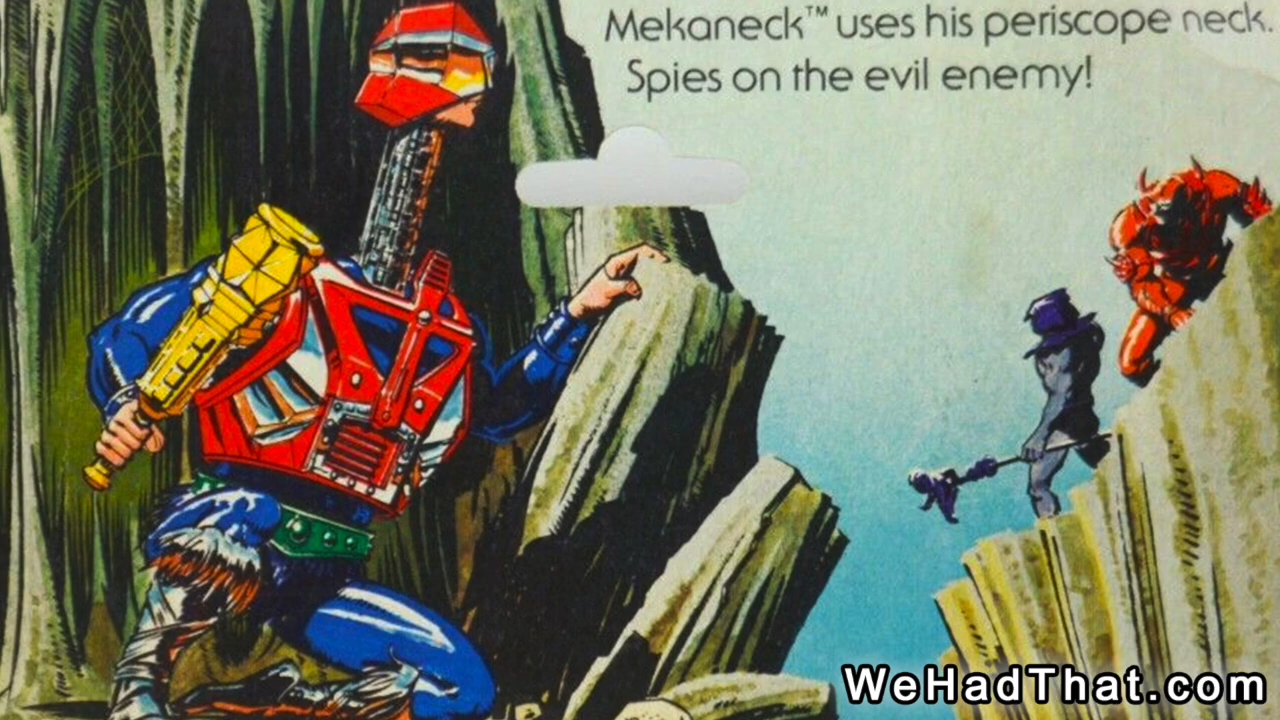 Mekaneck™ uses his periscope neck.
Spies on the evil enemy!
WeHadThat.com